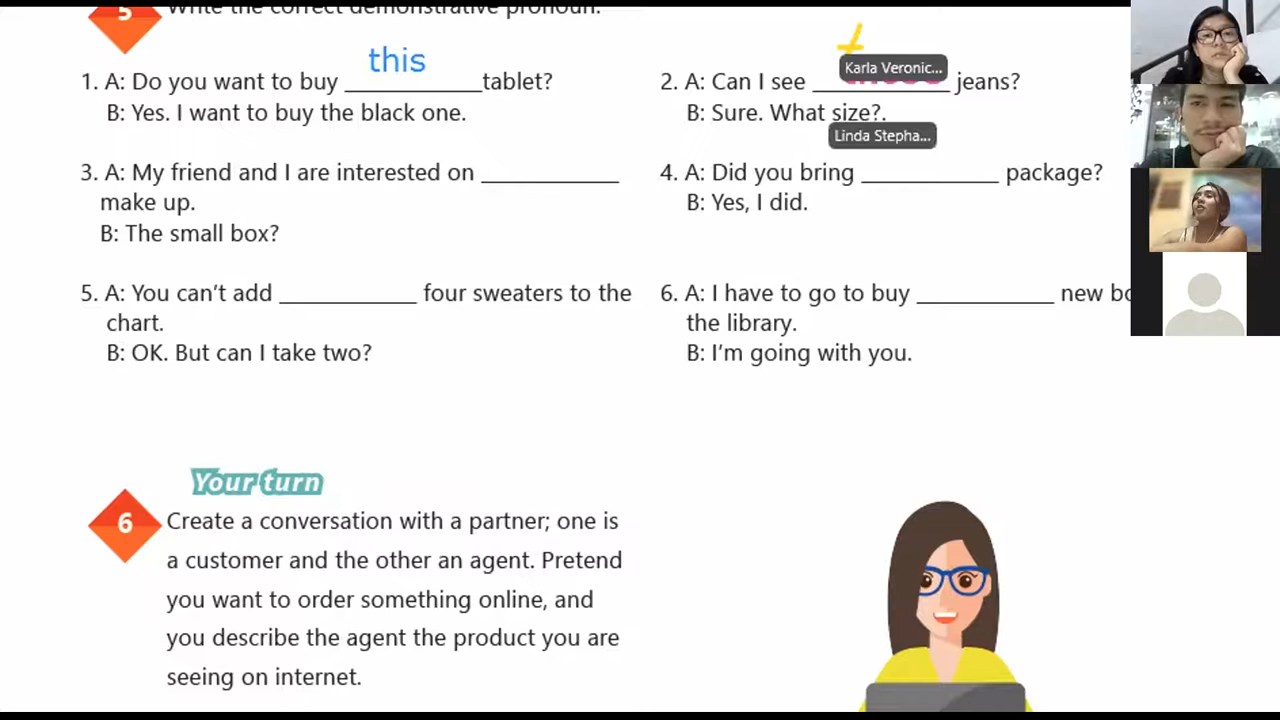 5 Write the correct demonstrative pronoun.
this
1. A: Do you want to buy ____________tablet?
B: Yes. I want to buy the black one.
Karla Veronic...
2. A: Can I see ____________ jeans?
B: Sure. What size?.
Linda Stepha...
3. A: My friend and I are interested on ____________
make up.
B: The small box?
4. A: Did you bring ____________ package?
B: Yes, I did.
5. A: You can't add ____________ four sweaters to the
chart.
B: OK. But can I take two?
6. A: I have to go to buy ____________ new
the library.
B: I'm going with you.
Your turn
6
Create a conversation with a partner; one is
a customer and the other an agent. Pretend
you want to order something online, and
you describe the agent the product you are
seeing on internet.